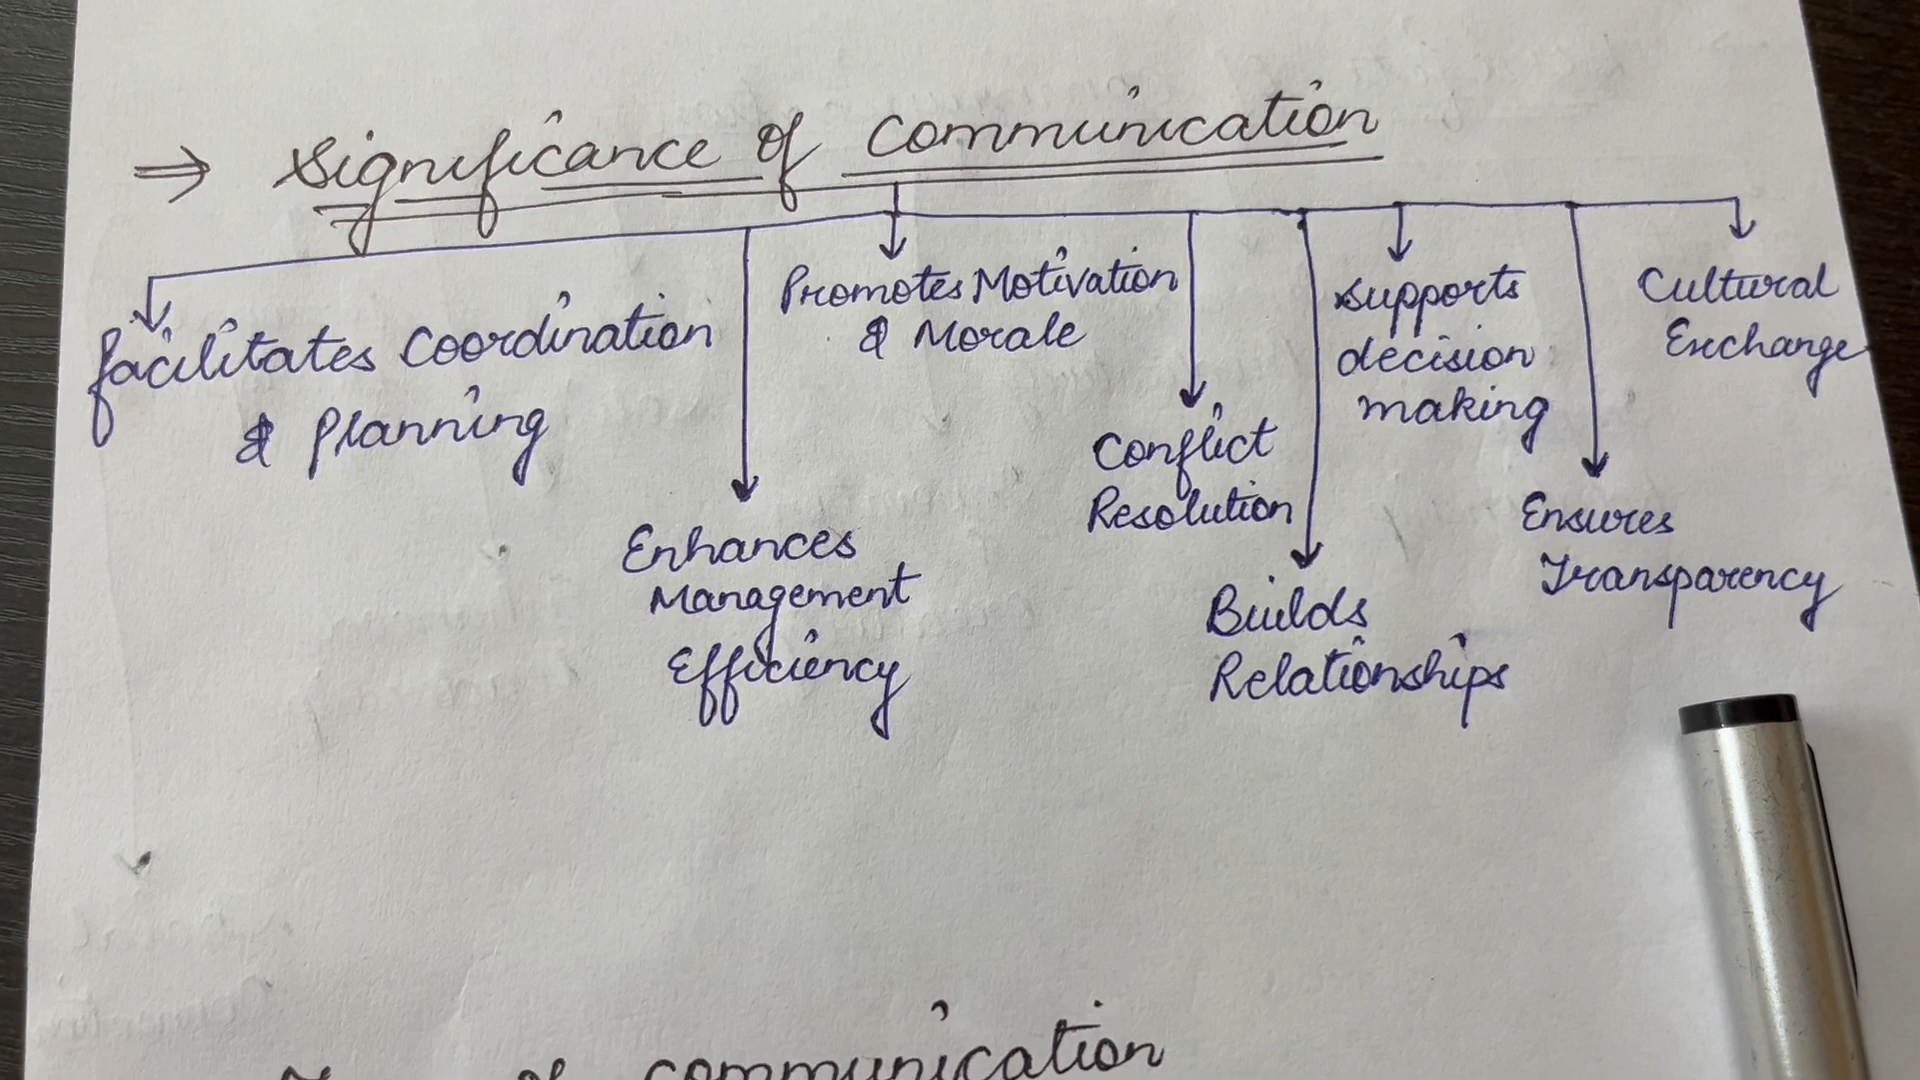 ⇒ Significance of Communication
Facilitates Coordination
& Planning
Enhances
Management
Efficiency
Promotes Motivation
& Morale
Conflict
Resolution
Builds
Relationships
Supports
decision
making
Ensures
Transparency
Cultural
Exchange
of communication